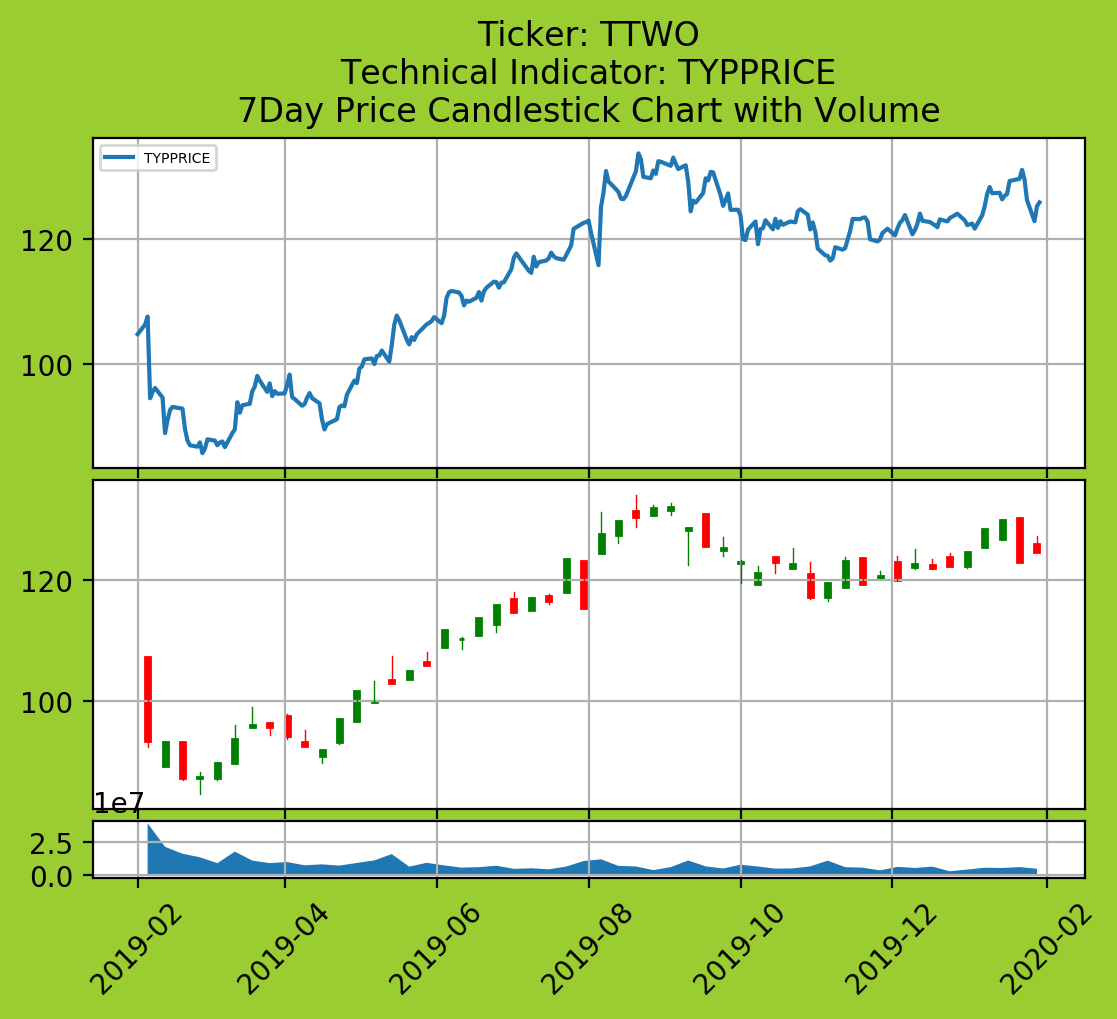 Ticker: TTWO
Technical Indicator: TYPPRICE
7Day Price Candlestick Chart with Volume
TYPPRICE
120
100
120
100
1e7
2.5
0.0
2019-02
2019-04
2019-06
2019-08
2019-10
2019-12
2020-02